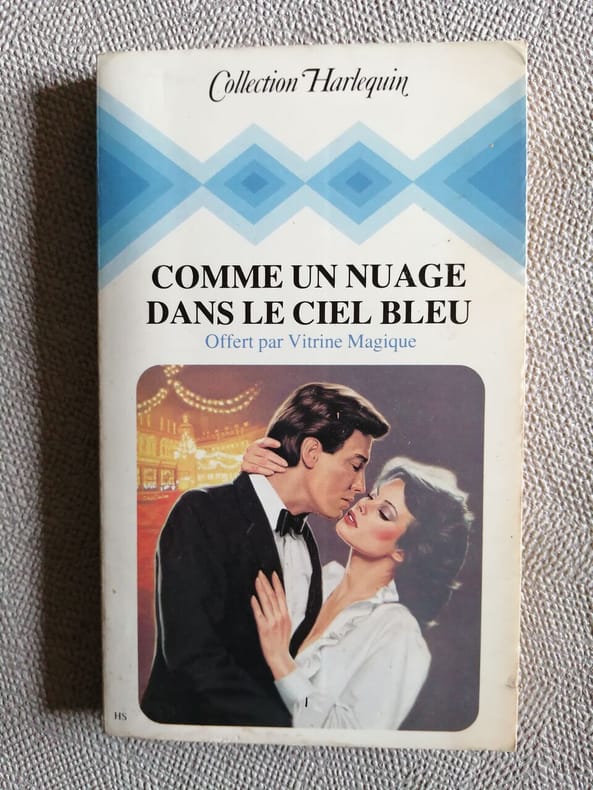 Collection Harlequin
COMME UN NUAGE
DANS LE CIEL BLEU
Offert par Vitrine Magique
HS